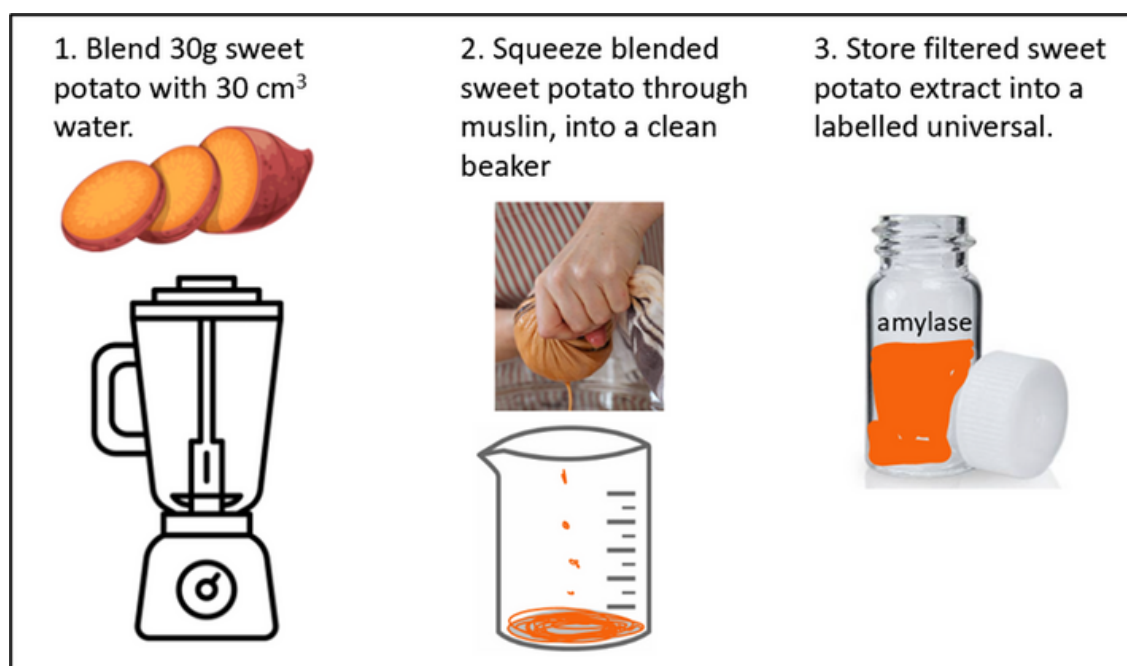 1. Blend 30g sweet
potato with 30 cm³
water.
2. Squeeze blended
sweet potato through
muslin, into a clean
beaker
3. Store filtered sweet
potato extract into a
labelled universal.
amylase